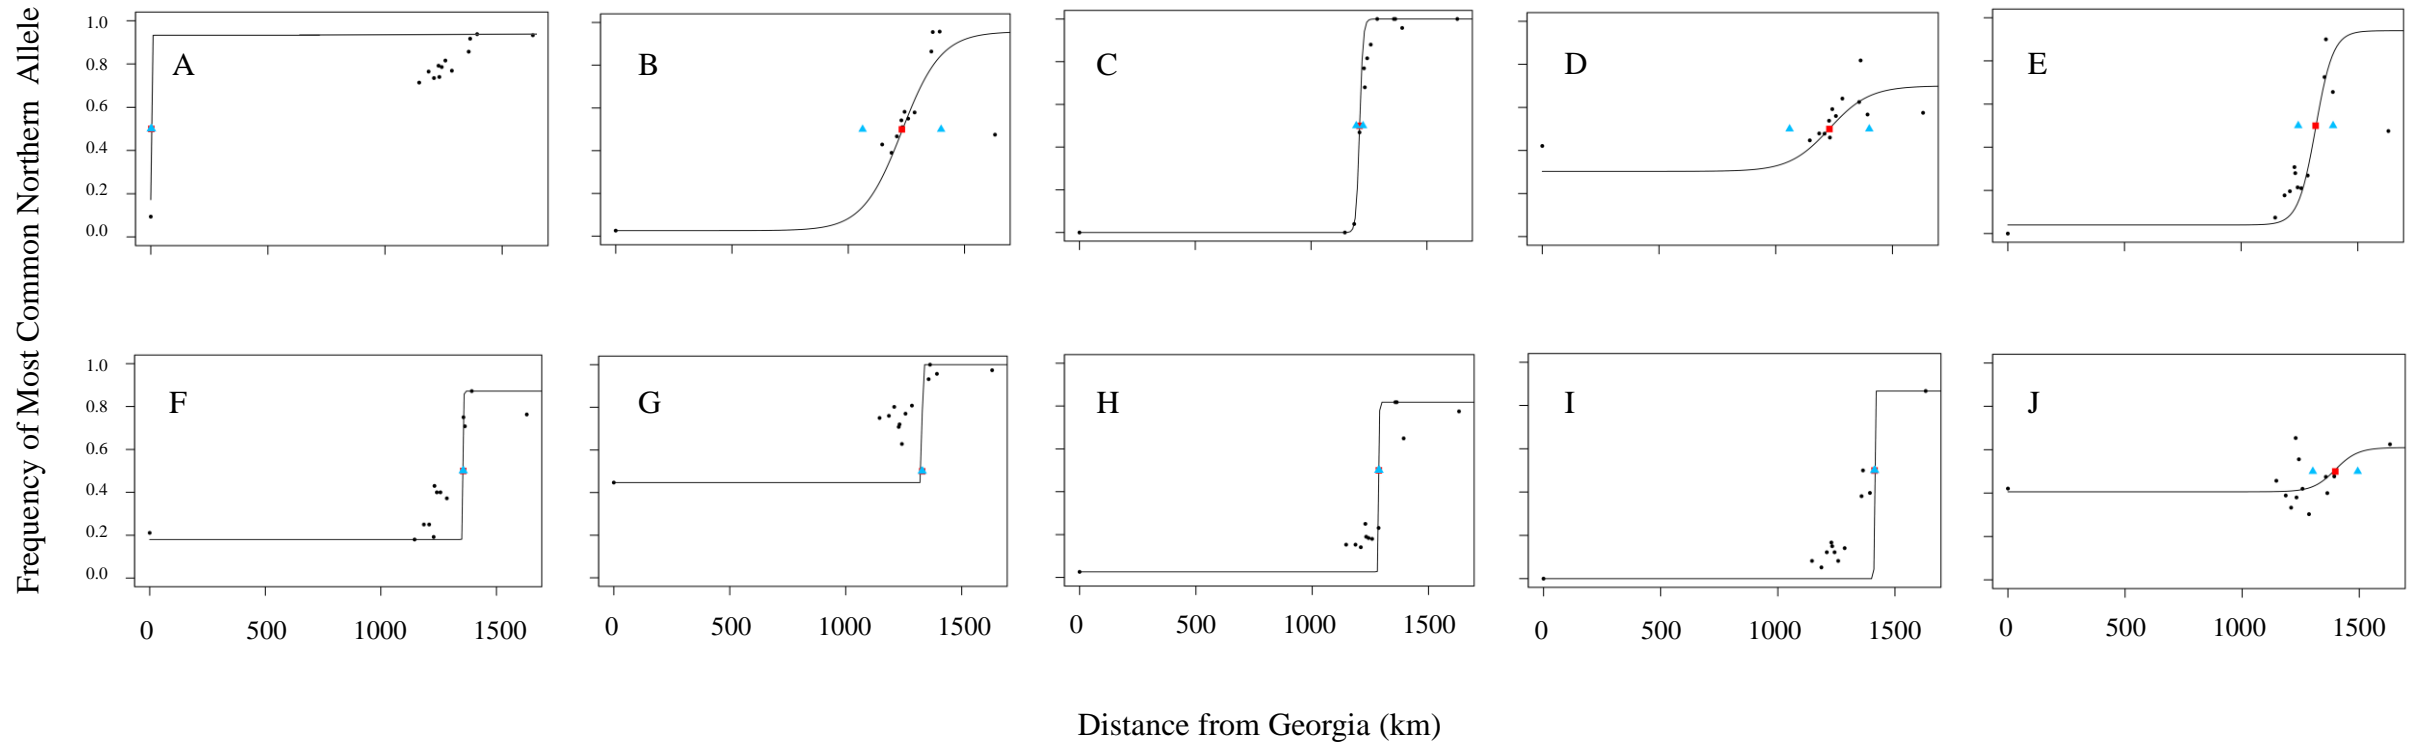 Frequency of Most Common Northern Allele
1.0
0.8
0.6
0.4
0.2
0.0
A
B
C
D
E
1.0
0.8
0.6
0.4
0.2
0.0
F
G
H
I
J
0 500 1000 1500
0 500 1000 1500
0 500 1000 1500
0 500 1000 1500
0 500 1000 1500
Distance from Georgia (km)